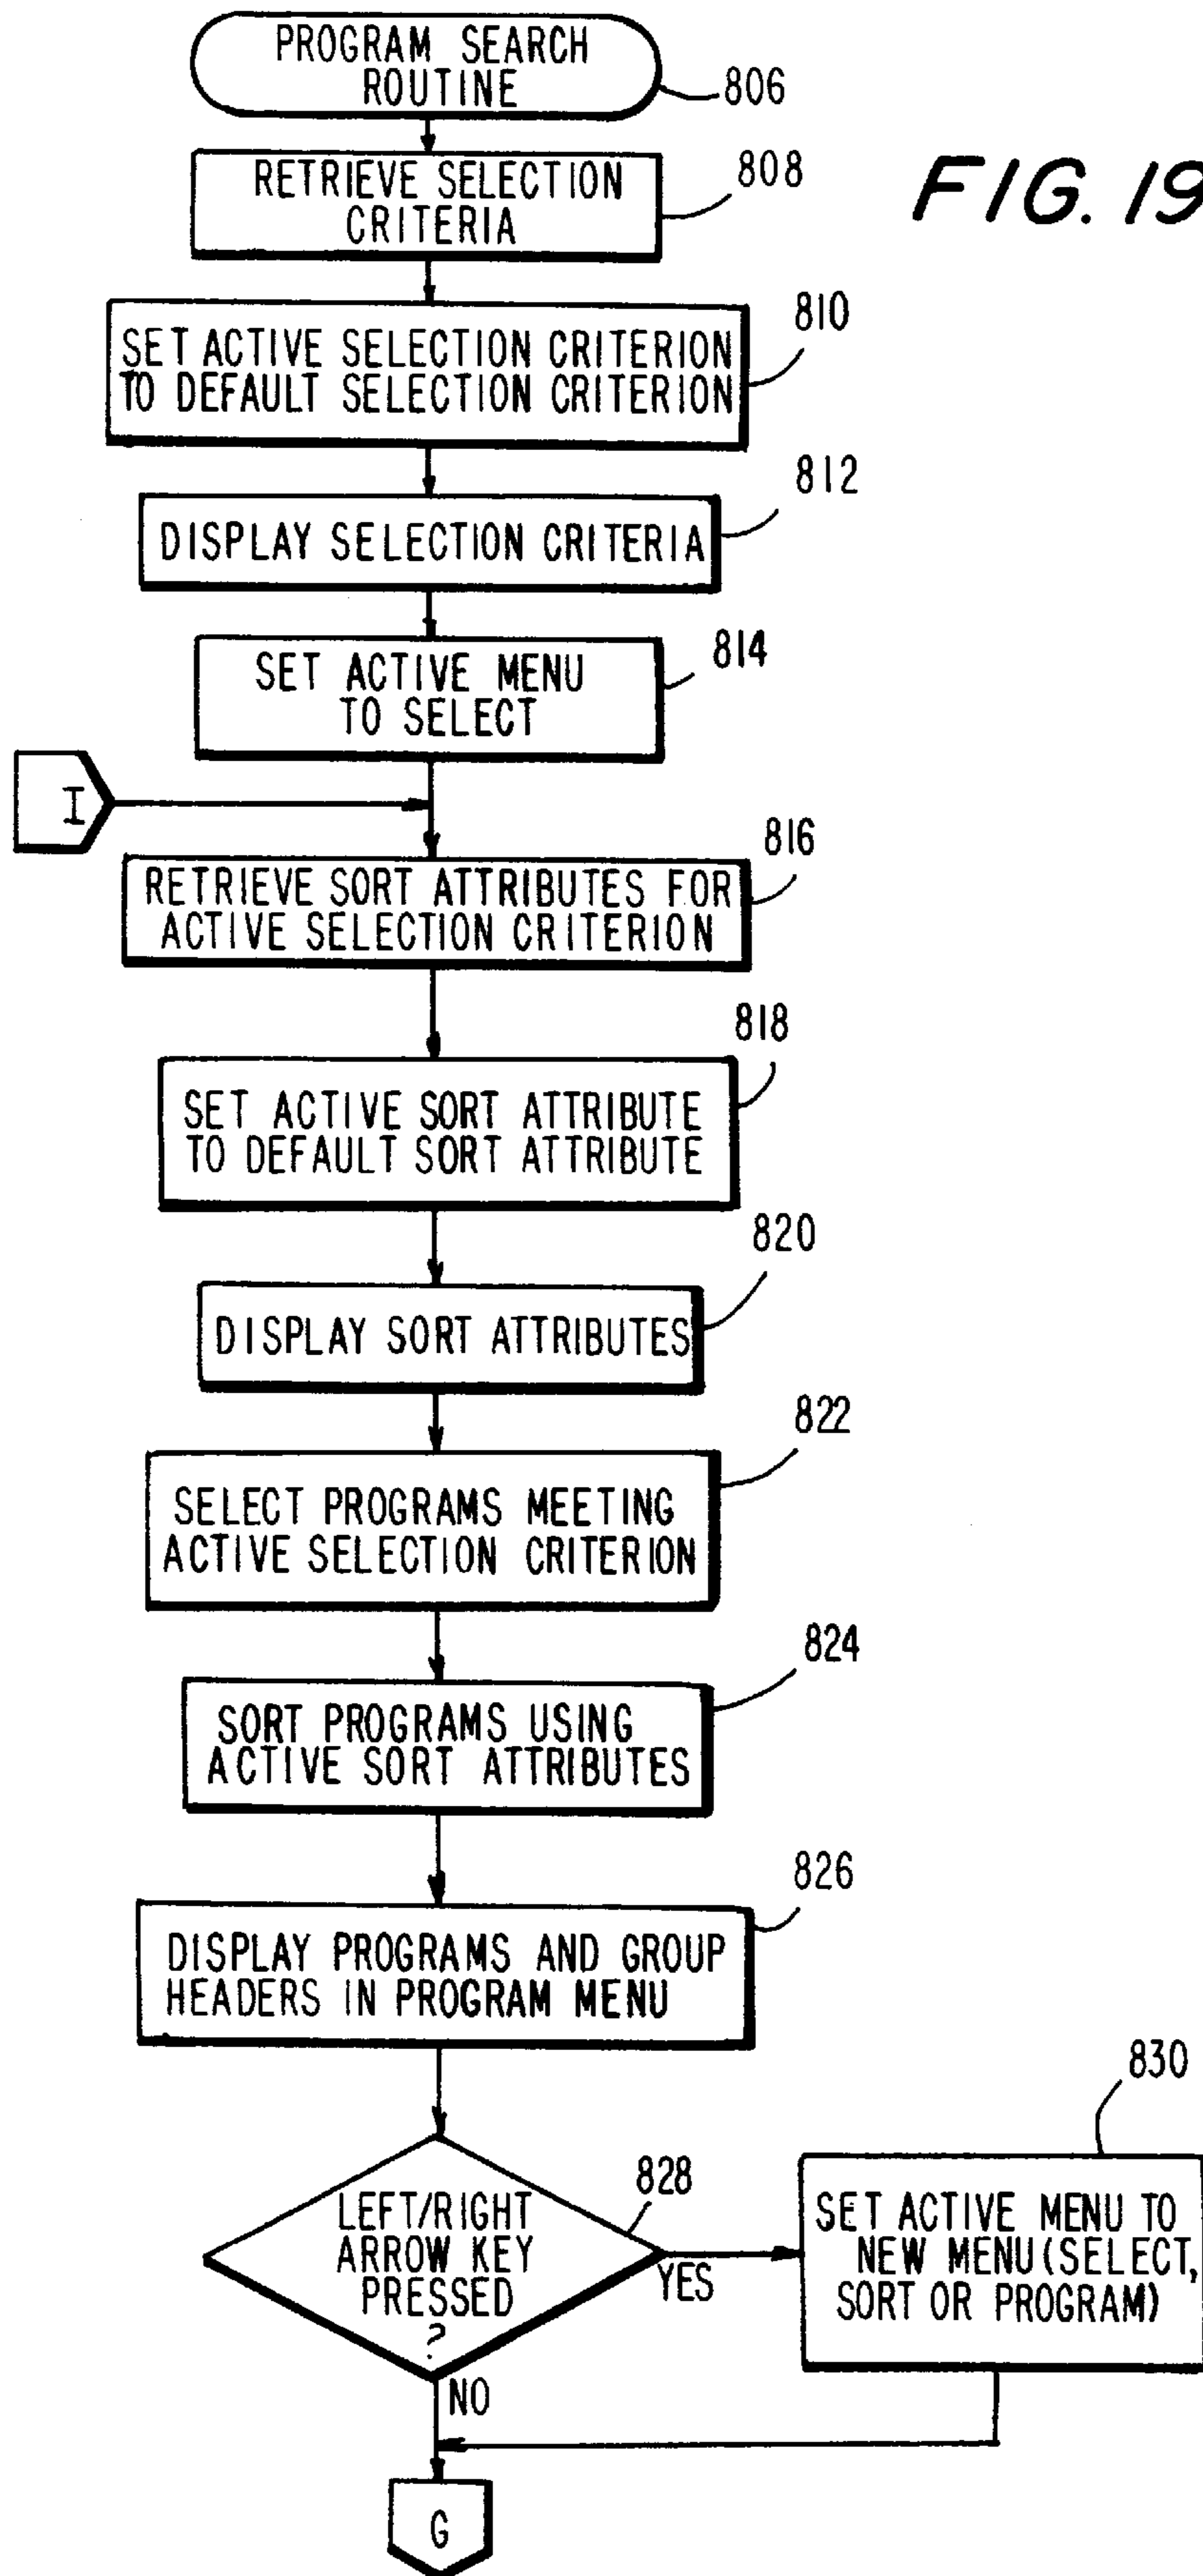 PROGRAM SEARCH
ROUTINE
806
FIG. 19
RETRIEVE SELECTION
CRITERIA
808
SET ACTIVE SELECTION CRITERION
TO DEFAULT SELECTION CRITERION
810
DISPLAY SELECTION CRITERIA
812
SET ACTIVE MENU
TO SELECT
814
I
RETRIEVE SORT ATTRIBUTES FOR
ACTIVE SELECTION CRITERION
816
SET ACTIVE SORT ATTRIBUTE
TO DEFAULT SORT ATTRIBUTE
818
DISPLAY SORT ATTRIBUTES
820
SELECT PROGRAMS MEETING
ACTIVE SELECTION CRITERION
822
SORT PROGRAMS USING
ACTIVE SORT ATTRIBUTES
824
DISPLAY PROGRAMS AND GROUP
HEADERS IN PROGRAM MENU
826
LEFT/RIGHT
ARROW KEY
PRESSED
?
828
YES
NO
SET ACTIVE MENU TO
NEW MENU (SELECT,
SORT OR PROGRAM)
830
G